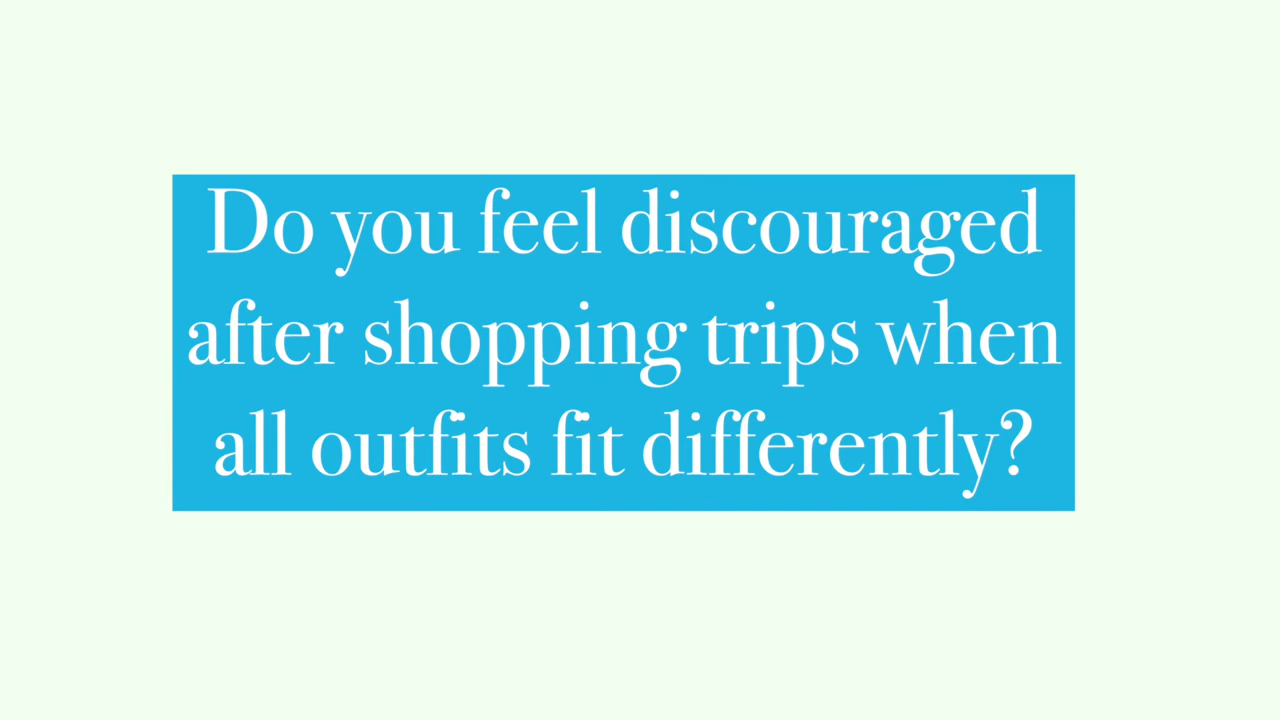 Do you feel discouraged
after shopping trips when
all outfits fit differently?